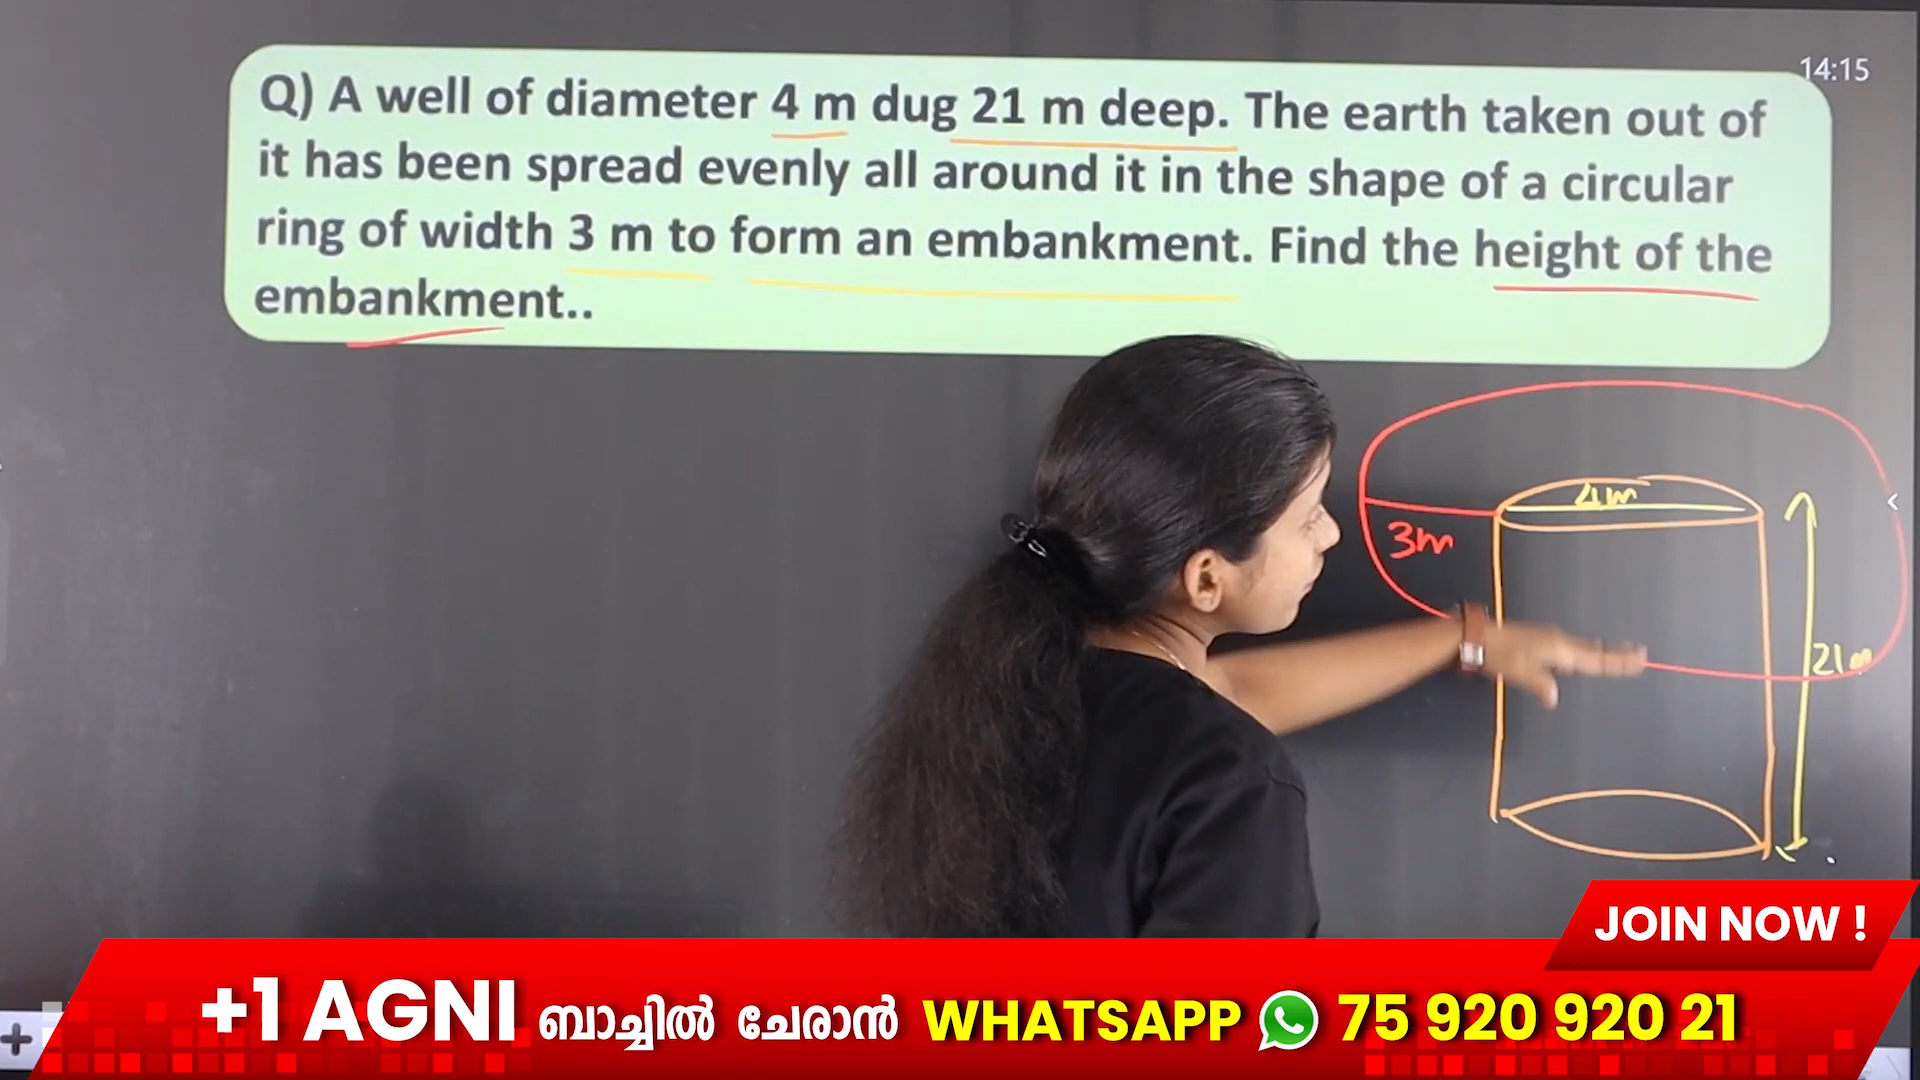 14:15
Q) A well of diameter 4 m dug 21 m deep. The earth taken out of
it has been spread evenly all around it in the shape of a circular
ring of width 3 m to form an embankment. Find the height of the
embankment..
4m
3m
21m
JOIN NOW !
+1 AGNI ബാച്ചിൽ ചേരാൻ WHATSAPP 75 920 920 21